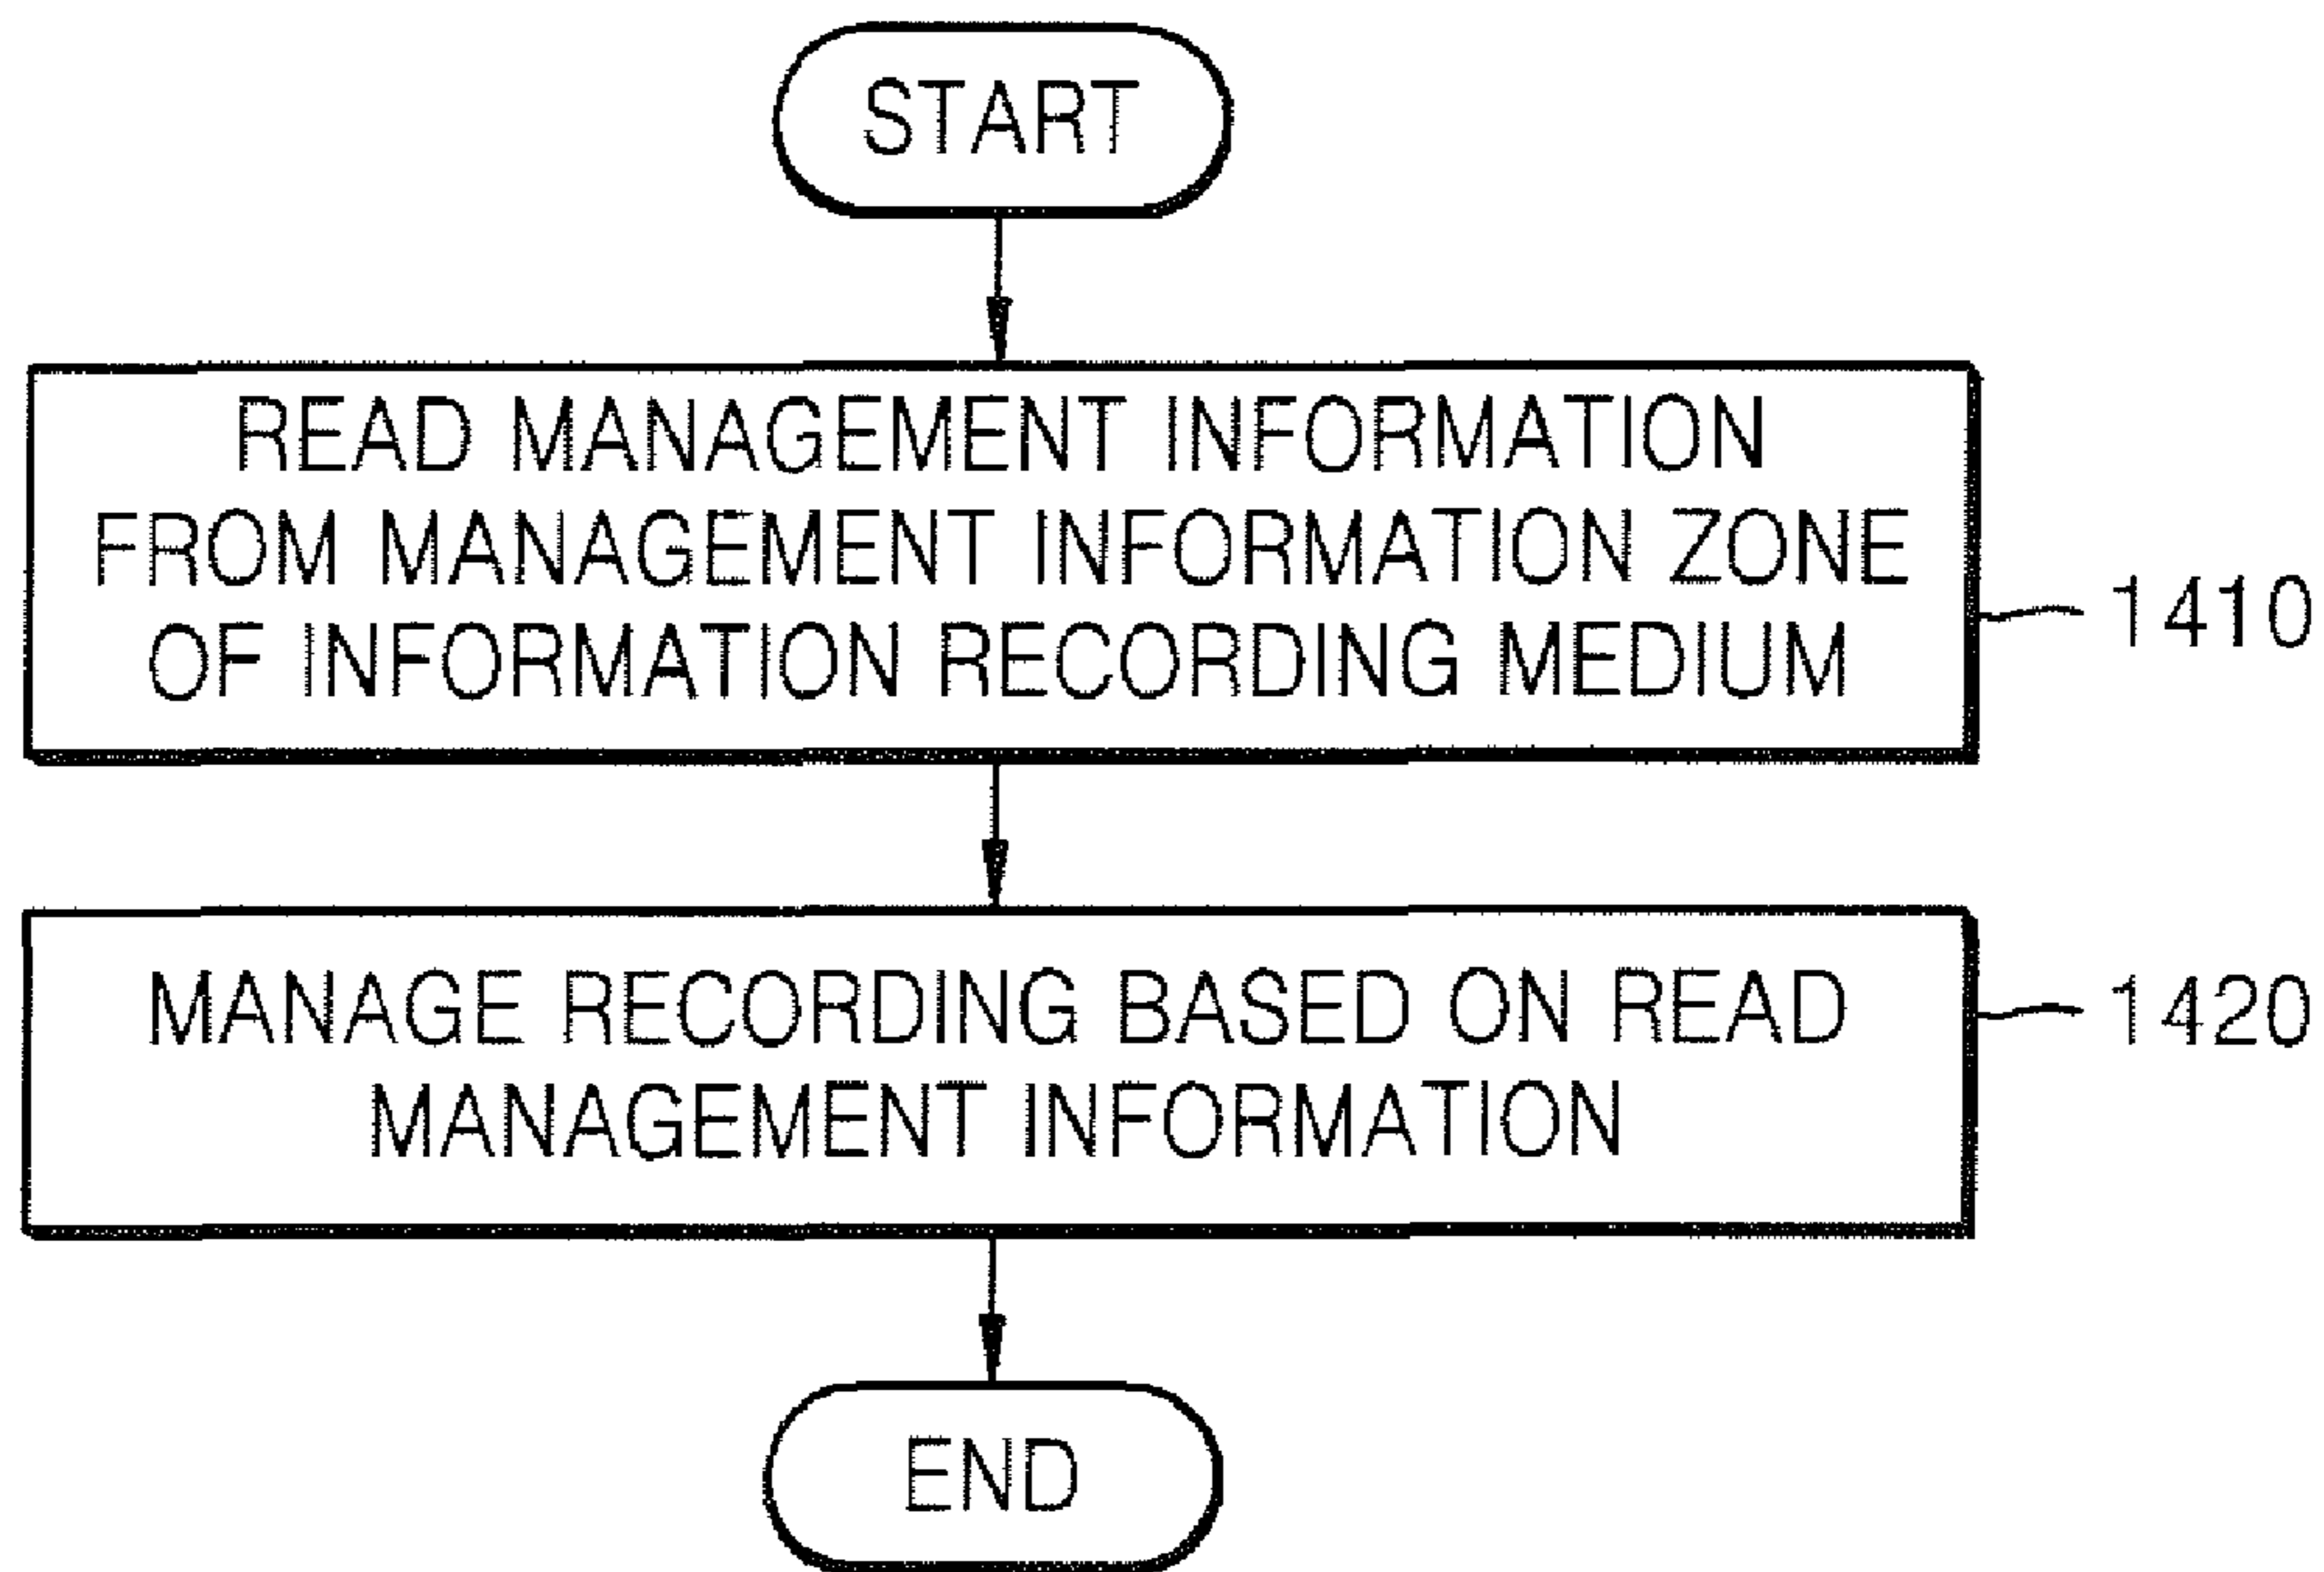 START
READ MANAGEMENT INFORMATION
FROM MANAGEMENT INFORMATION ZONE
OF INFORMATION RECORDING MEDIUM
1410
MANAGE RECORDING BASED ON READ
MANAGEMENT INFORMATION
1420
END